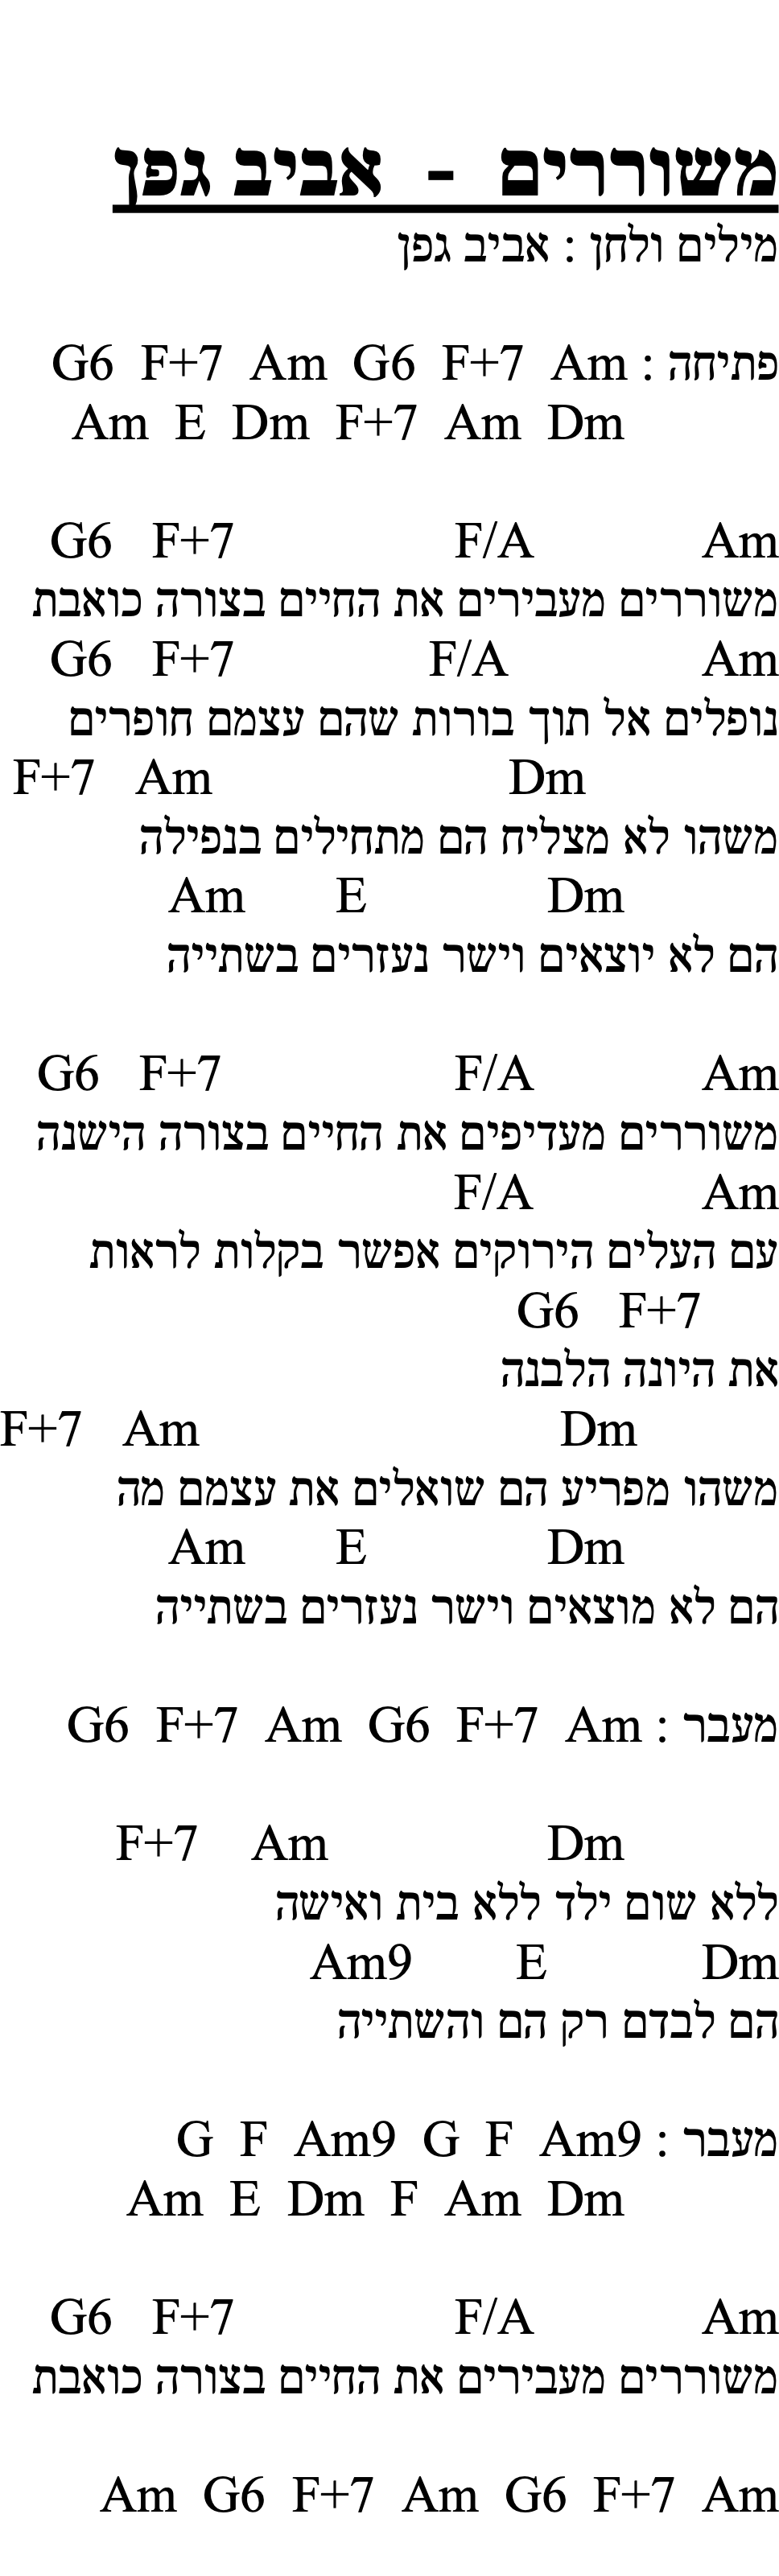 משוררים - אביב גפן
מילים ולחן : אביב גפן
פתיחה : Am F+7 G6 Am F+7 G6
Dm Am F+7 Dm E Am
Am F/A F+7 G6
משוררים מעבירים את החיים בצורה כואבת
Am F/A F+7 G6
נופלים אל תוך בורות שהם עצמם חופרים
Dm Am F+7
משהו לא מצליח הם מתחילים בנפילה
Dm E Am
הם לא יוצאים וישר נעזרים בשתייה
Am F/A F+7 G6
משוררים מעדיפים את החיים בצורה הישנה
Am F/A
עם העלים הירוקים אפשר בקלות לראות
F+7 G6
את היונה הלבנה
Dm Am F+7
משהו מפריע הם שואלים את עצמם מה
Dm E Am
הם לא מוצאים וישר נעזרים בשתייה
מעבר : Am F+7 G6 Am F+7 G6
Dm Am F+7
ללא שום ילד ללא בית ואישה
Dm E Am9
הם לבדם רק הם והשתייה
מעבר : Am9 F G Am9 F G
Dm Am F Dm E Am
Am F/A F+7 G6
משוררים מעבירים את החיים בצורה כואבת
Am F+7 G6 Am F+7 G6 Am